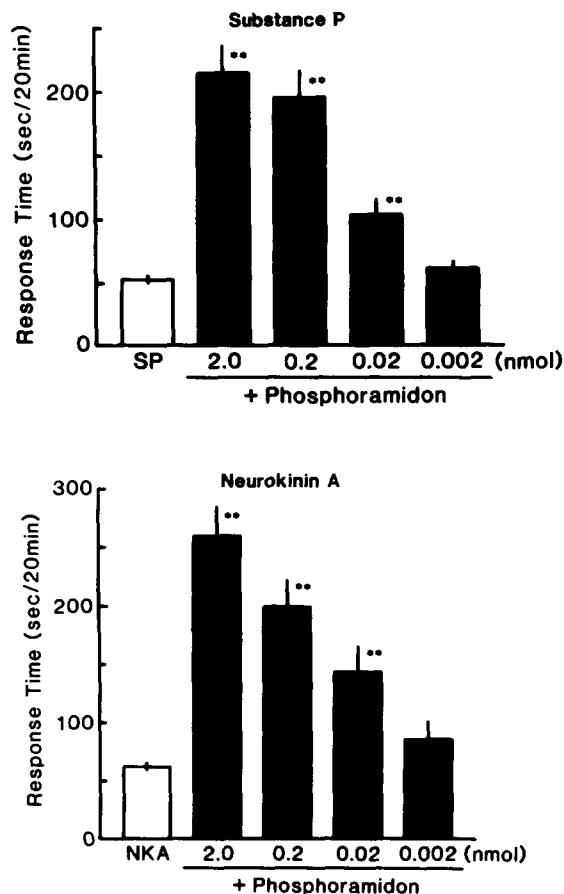 Substance P
Response Time (sec/20min)
200
100
0
**
**
**
SP 2.0 0.2 0.02 0.002 (nmol)
+ Phosphoramidon
Neurokinin A
Response Time (sec/20min)
300
200
100
0
**
**
**
NKA 2.0 0.2 0.02 0.002 (nmol)
+ Phosphoramidon